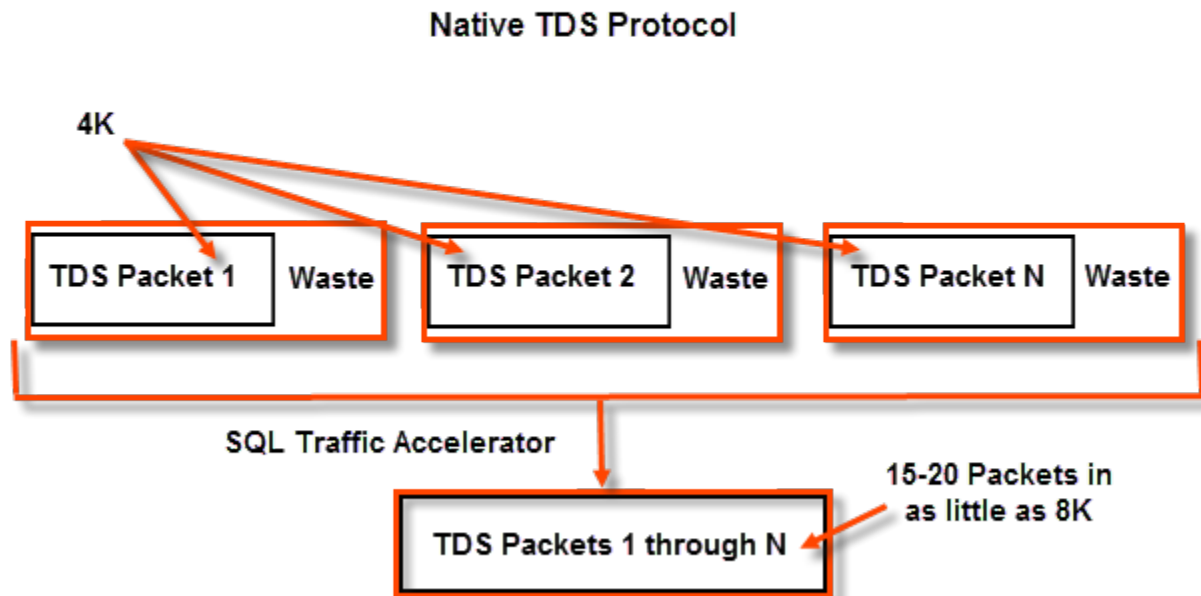 Native TDS Protocol
4K
TDS Packet 1
Waste
TDS Packet 2
Waste
TDS Packet N
Waste
SQL Traffic Accelerator
15-20 Packets in
as little as 8K
TDS Packets 1 through N